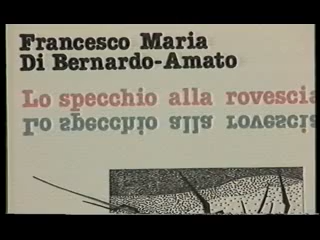 Francesco Maria
Di Bernardo-Amato
Lo specchio alla rovescia
Lo specchio alla rovescia